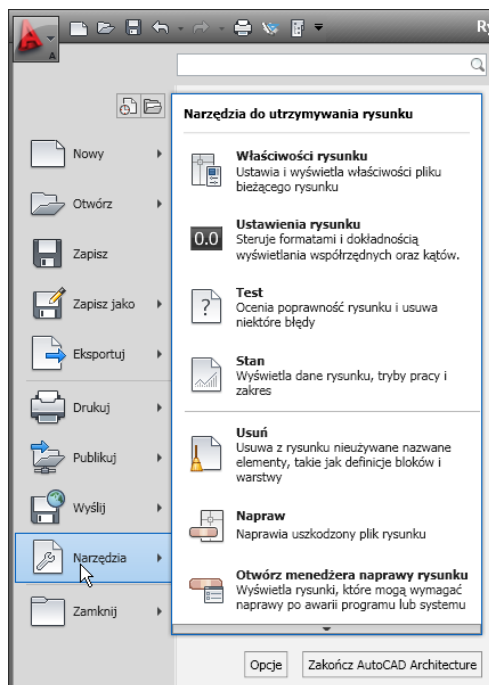 Ry
A
Narzędzia do utrzymywania rysunku
Nowy
Otwórz
Zapisz
Zapisz jako
Eksportuj
Drukuj
Publikuj
Wyślij
Narzędzia
Zamknij
Właściwości rysunku
Ustawia i wyświetla właściwości pliku
bieżącego rysunku
0.0
Ustawienia rysunku
Steruje formatami i dokładnością
wyświetlania współrzędnych oraz kątów.
?
Test
Ocenia poprawność rysunku i usuwa
niektóre błędy
Stan
Wyświetla dane rysunku, tryby pracy i
zakres
Usuń
Usuwa z rysunku nieużywane nazwane
elementy, takie jak definicje bloków i
warstwy
Napraw
Naprawia uszkodzony plik rysunku
Otwórz menedżera naprawy rysunku
Wyświetla rysunki, które mogą wymagać
naprawy po awarii programu lub systemu
Opcje
Zakończ AutoCAD Architecture